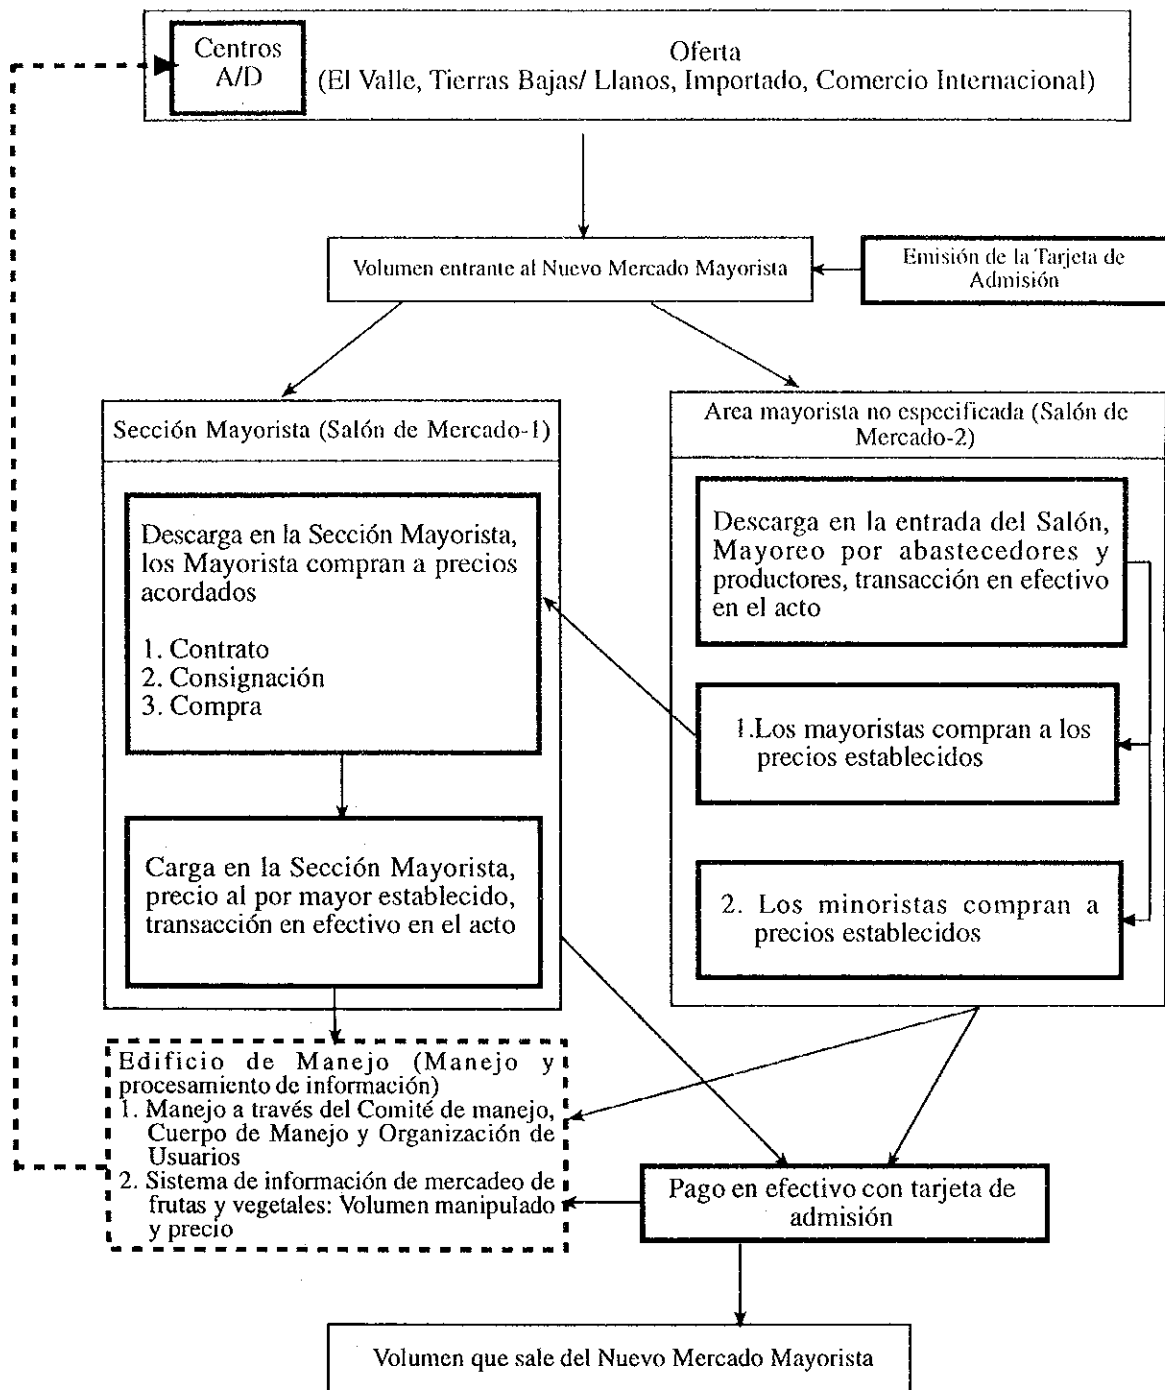 Centros
A/D
Oferta
(El Valle, Tierras Bajas/ Llanos, Importado, Comercio Internacional)
Volumen entrante al Nuevo Mercado Mayorista
Emisión de la Tarjeta de
Admisión
Sección Mayorista (Salón de Mercado-1)
Descarga en la Sección Mayorista,
los Mayorista compran a precios
acordados
1. Contrato
2. Consignación
3. Compra
Carga en la Sección Mayorista,
precio al por mayor establecido,
transacción en efectivo en el acto
Area mayorista no especificada (Salón de
Mercado-2)
Descarga en la entrada del Salón,
Mayoreo por abastecedores y
productores, transacción en efectivo
en el acto
1.Los mayoristas compran a los
precios establecidos
2. Los minoristas compran a
precios establecidos
Edificio de Manejo (Manejo y
procesamiento de información)
1. Manejo a través del Comité de manejo,
Cuerpo de Manejo y Organización de
Usuarios
2. Sistema de información de mercadeo de
frutas y vegetales: Volumen manipulado
y precio
Pago en efectivo con tarjeta de
admisión
Volumen que sale del Nuevo Mercado Mayorista